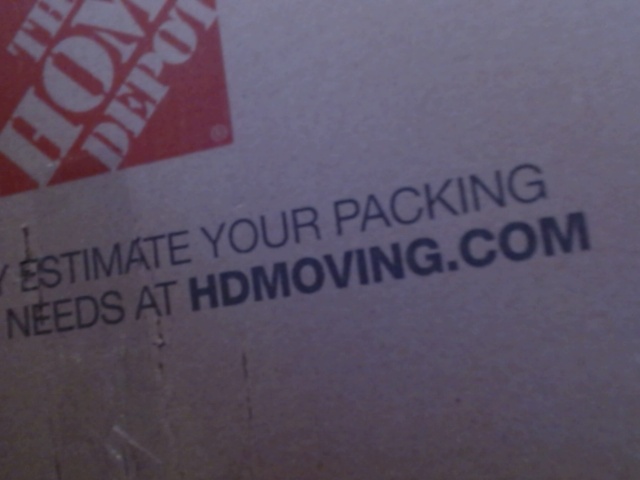 THE
HOME
DEPOT
®
Y ESTIMATE YOUR PACKING
NEEDS AT HDMOVING.COM